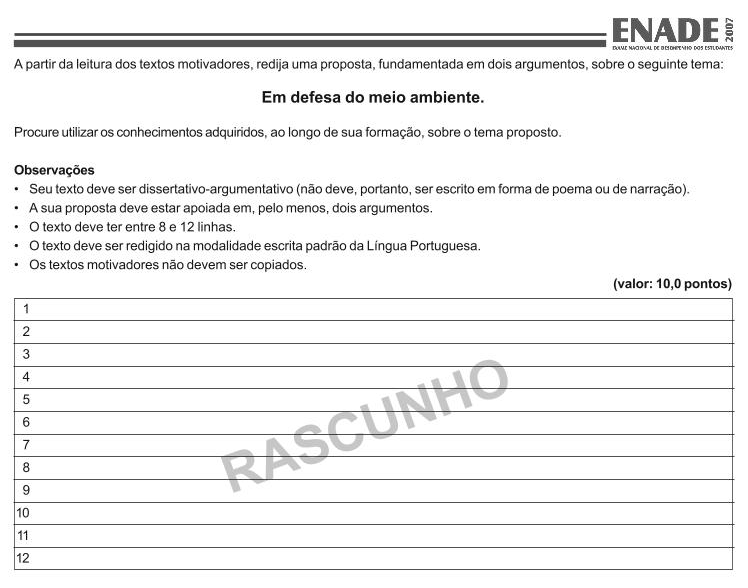 ENADE 2007
EXAME NACIONAL DE DESEMPENHO DOS ESTUDANTES
A partir da leitura dos textos motivadores, redija uma proposta, fundamentada em dois argumentos, sobre o seguinte tema:
Em defesa do meio ambiente.
Procure utilizar os conhecimentos adquiridos, ao longo de sua formação, sobre o tema proposto.
Observações
• Seu texto deve ser dissertativo-argumentativo (não deve, portanto, ser escrito em forma de poema ou de narração).
• A sua proposta deve estar apoiada em, pelo menos, dois argumentos.
• O texto deve ter entre 8 e 12 linhas.
• O texto deve ser redigido na modalidade escrita padrão da Língua Portuguesa.
• Os textos motivadores não devem ser copiados.
(valor: 10,0 pontos)
1
2
3
4
5
6
7
8
9
10
11
12
RASCUNHO